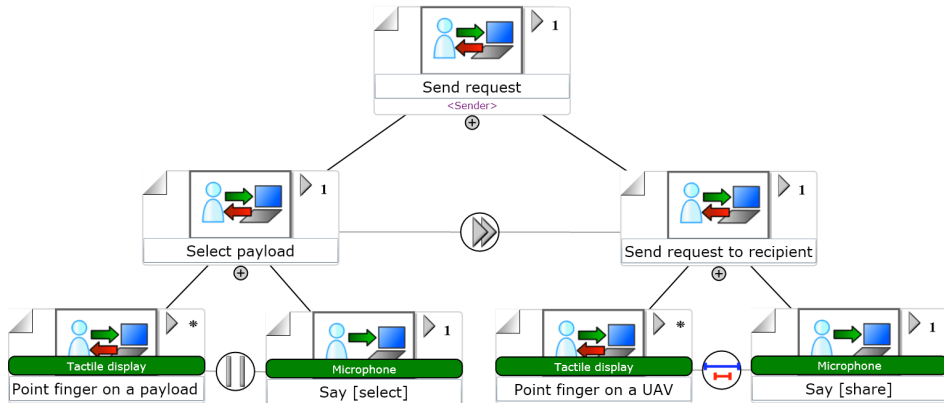 1
Send request
<Sender>
1
Select payload
1
Send request to recipient
*
Tactile display
Point finger on a payload
1
Microphone
Say [select]
*
Tactile display
Point finger on a UAV
1
Microphone
Say [share]